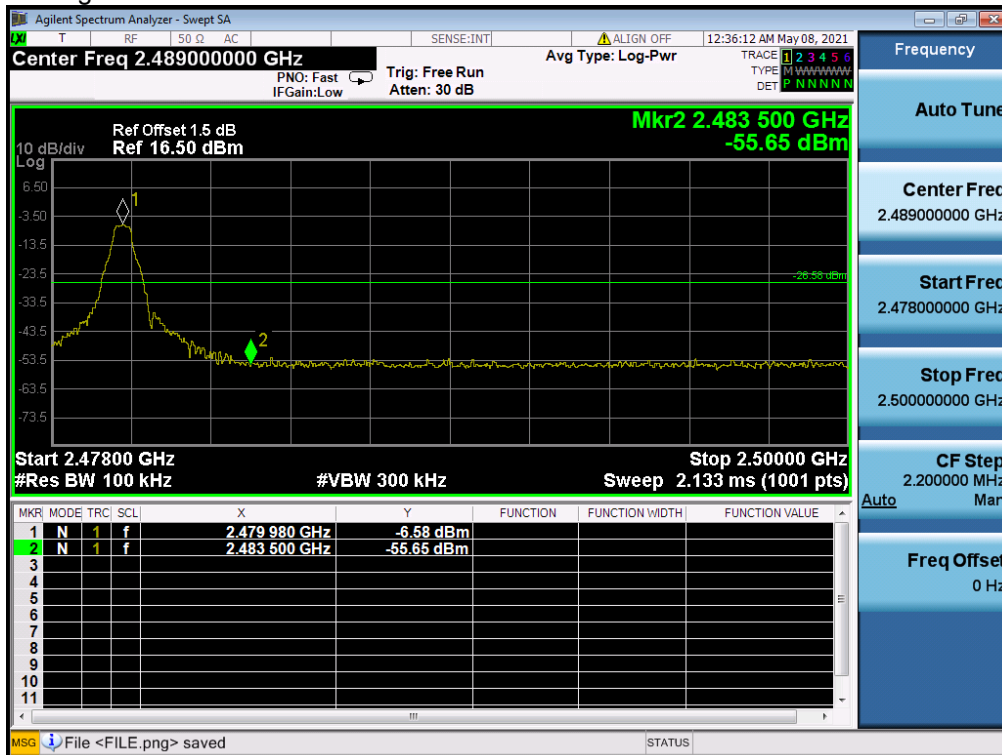 Agilent Spectrum Analyzer - Swept SA
LXI T RF 50 Ω AC SENSE:INT ALIGN OFF 12:36:12 AM May 08, 2021
Center Freq 2.489000000 GHz Avg Type: Log-Pwr TRACE 1 2 3 4 5 6
PNO: Fast Trig: Free Run TYPE M WWWWW
IFGain:Low Atten: 30 dB DET P N N N N N
Frequency
Auto Tune
Center Freq
2.489000000 GHz
Start Freq
2.478000000 GHz
Stop Freq
2.500000000 GHz
CF Step
2.200000 MHz
Auto Man
Freq Offset
0 Hz
Mkr2 2.483 500 GHz
-55.65 dBm
Ref Offset 1.5 dB
10 dB/div Ref 16.50 dBm
Log
6.50
1
-3.50
-13.5
-23.5
-26.58 dBm
-33.5
-43.5
2
-53.5
-63.5
-73.5
Start 2.47800 GHz Stop 2.50000 GHz
#Res BW 100 kHz #VBW 300 kHz Sweep 2.133 ms (1001 pts)
MKR MODE TRC SCL X Y FUNCTION FUNCTION WIDTH FUNCTION VALUE
1 N 1 f 2.479 980 GHz -6.58 dBm
2 N 1 f 2.483 500 GHz -55.65 dBm
3
4
5
6
7
8
9
10
11
MSG File <FILE.png> saved STATUS